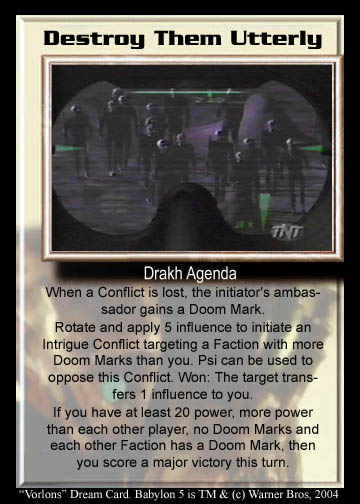 Destroy Them Utterly
TNT
Drakh Agenda
When a Conflict is lost, the initiator's ambas-
sador gains a Doom Mark.
Rotate and apply 5 influence to initiate an
Intrigue Conflict targeting a Faction with more
Doom Marks than you. Psi can be used to
oppose this Conflict. Won: The target trans-
fers 1 influence to you.
If you have at least 20 power, more power
than each other player, no Doom Marks and
each other Faction has a Doom Mark, then
you score a major victory this turn.
“Vorlons” Dream Card. Babylon 5 is TM & (c) Warner Bros, 2004